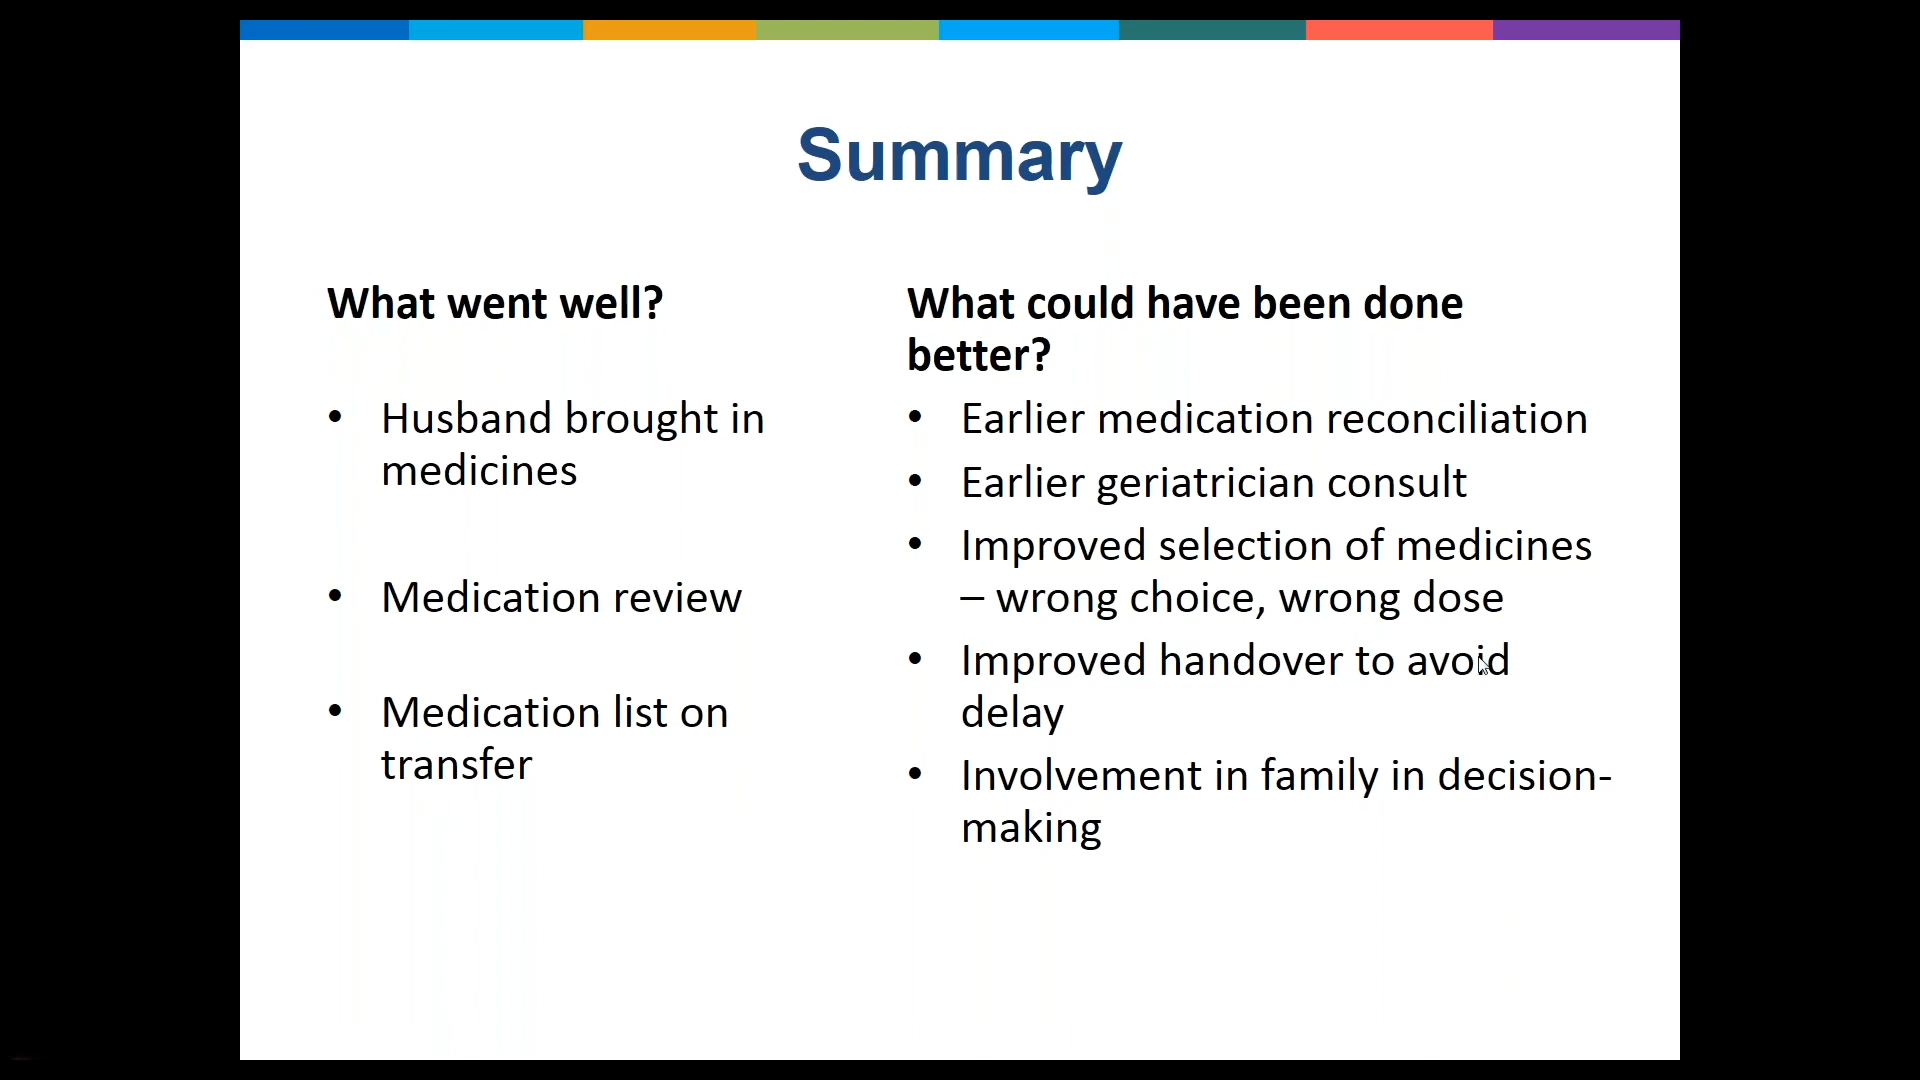 Summary
What went well?
• Husband brought in
medicines
• Medication review
• Medication list on
transfer
What could have been done
better?
• Earlier medication reconciliation
• Earlier geriatrician consult
• Improved selection of medicines
– wrong choice, wrong dose
• Improved handover to avoid
delay
• Involvement in family in decision-
making